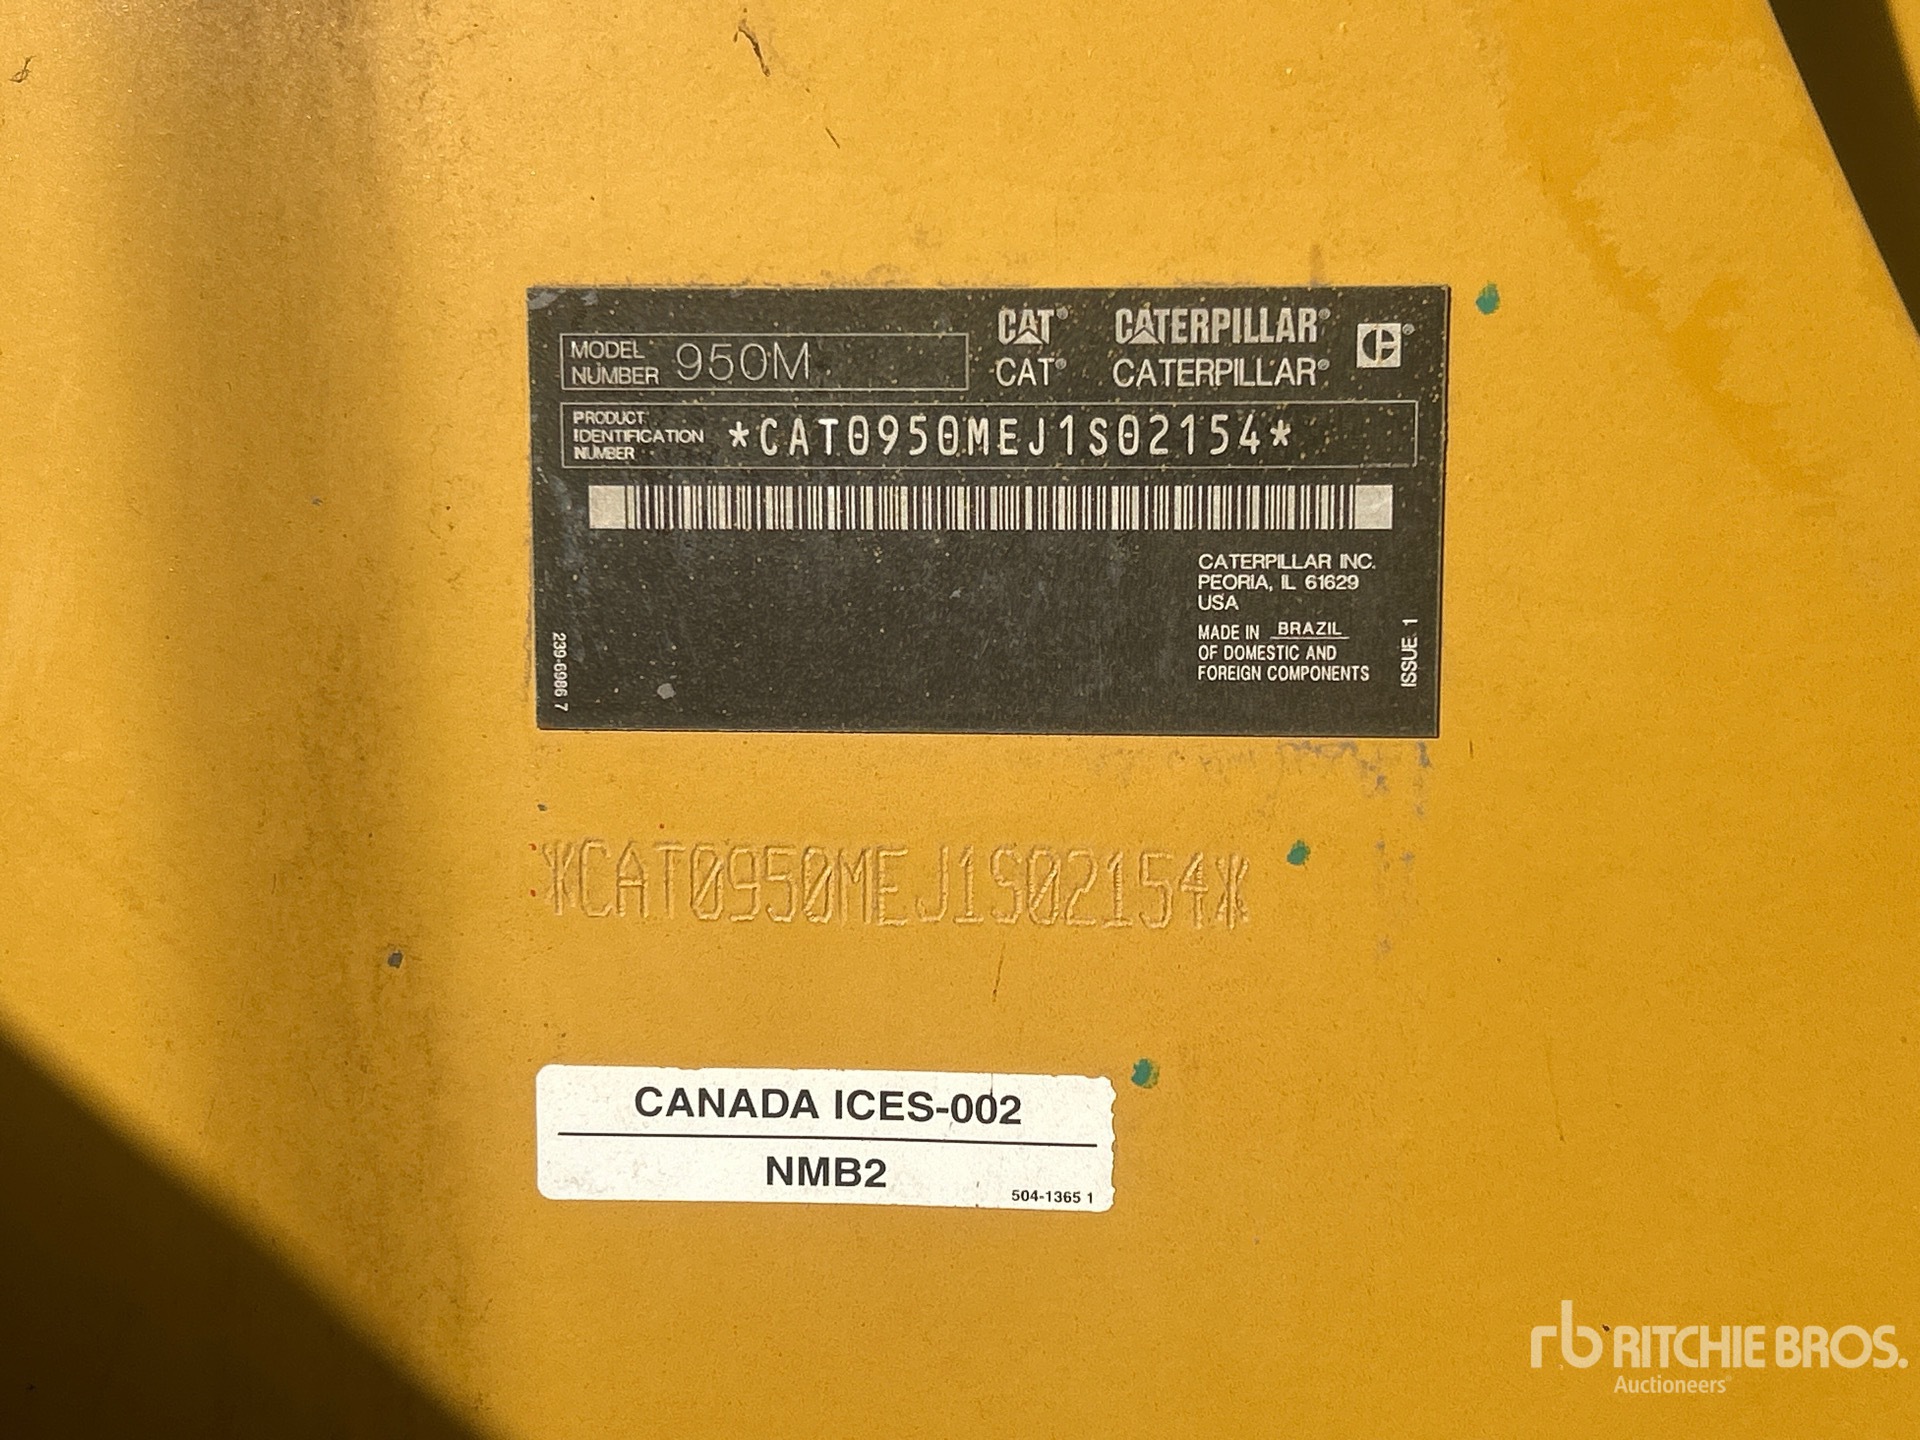 MODEL NUMBER 950M
CAT® CATERPILLAR®
CAT® CATERPILLAR®
PRODUCT IDENTIFICATION NUMBER *CAT0950MEJ1S02154*
CATERPILLAR INC.
PEORIA, IL 61629
USA
MADE IN BRAZIL
OF DOMESTIC AND
FOREIGN COMPONENTS
239-6986 7
ISSUE 1
*CAT0950MEJ1S02154*
CANADA ICES-002
NMB2
504-1365 1
rb RITCHIE BROS.
Auctioneers